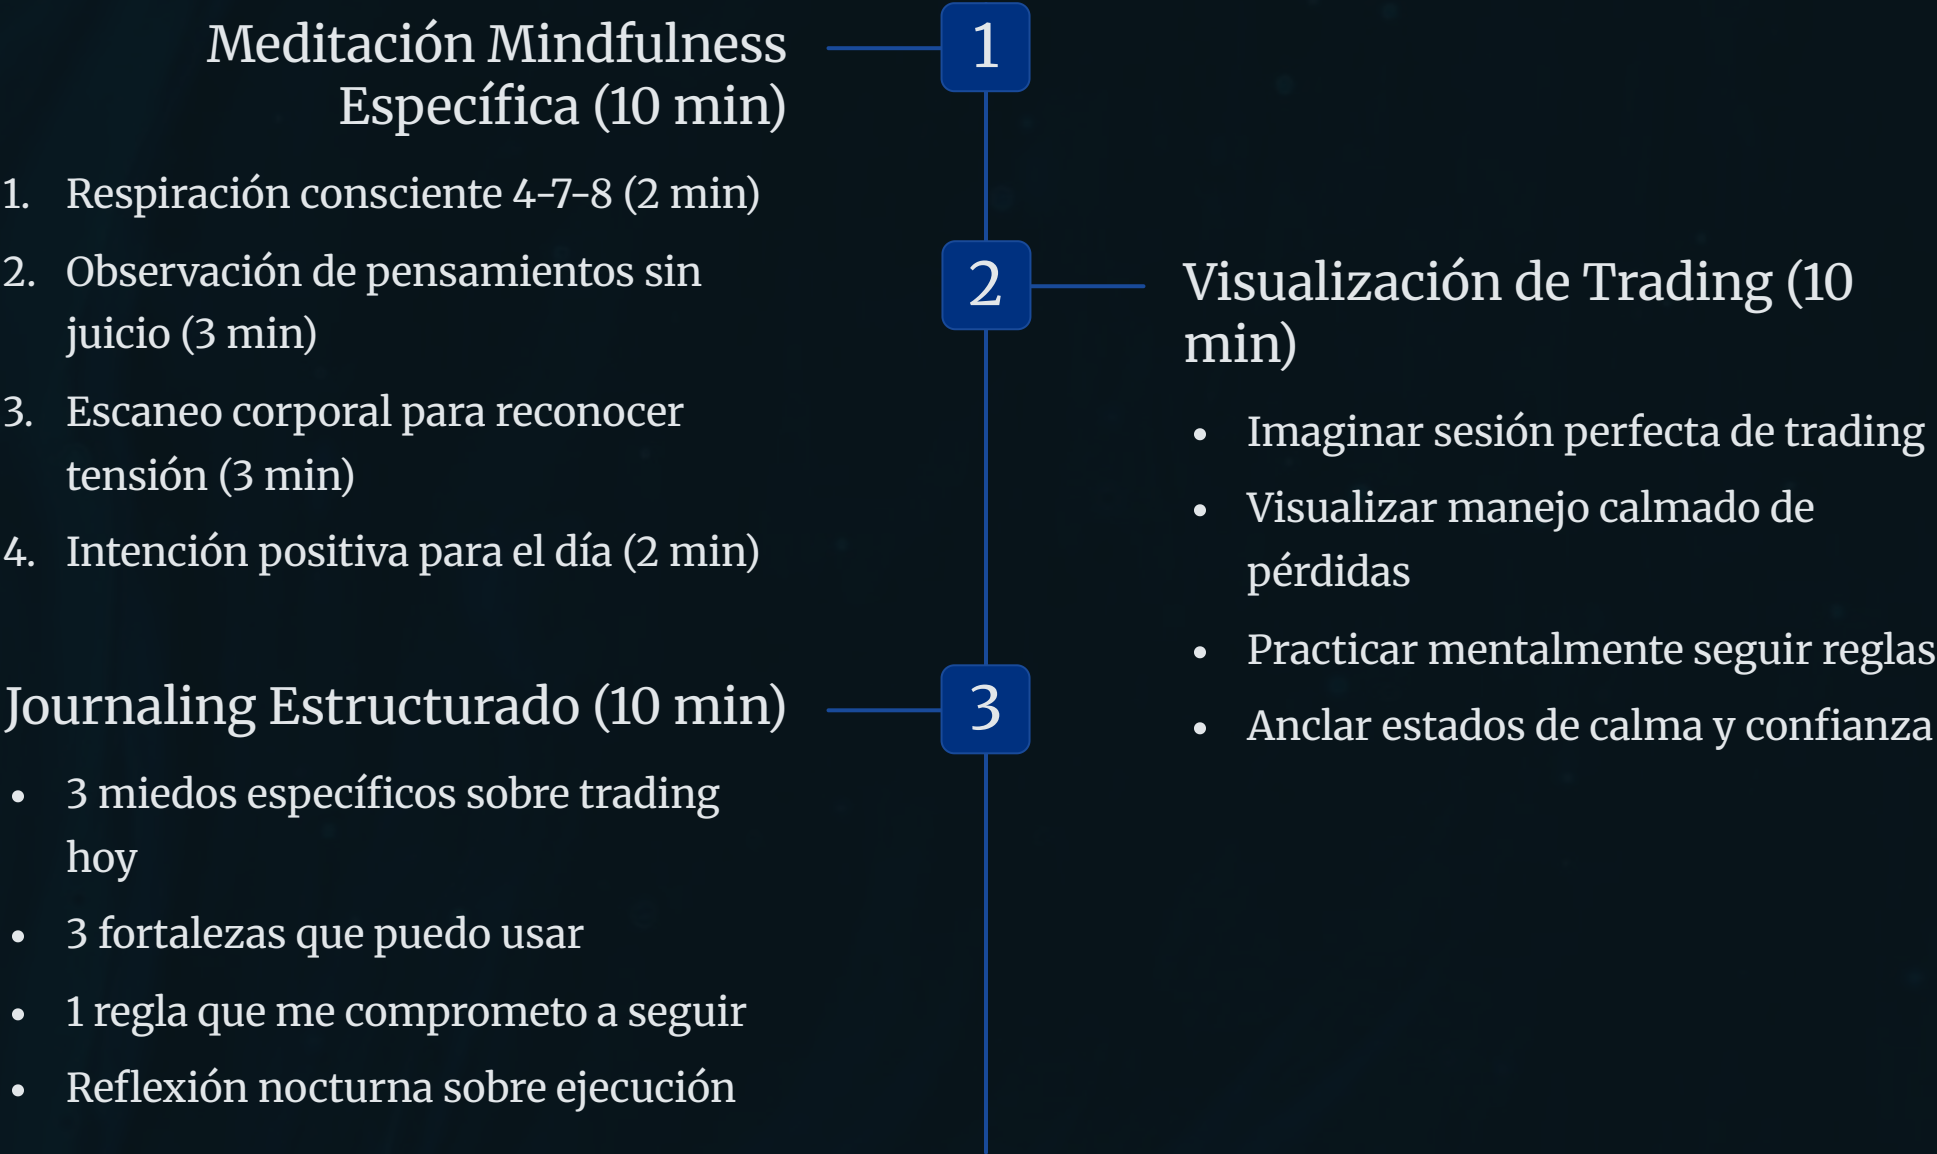 Meditación Mindfulness
Específica (10 min)
1
1. Respiración consciente 4-7-8 (2 min)
2. Observación de pensamientos sin
juicio (3 min)
3. Escaneo corporal para reconocer
tensión (3 min)
4. Intención positiva para el día (2 min)
2
Visualización de Trading (10
min)
• Imaginar sesión perfecta de trading
• Visualizar manejo calmado de
pérdidas
• Practicar mentalmente seguir reglas
• Anclar estados de calma y confianza
Journaling Estructurado (10 min)
3
• 3 miedos específicos sobre trading
hoy
• 3 fortalezas que puedo usar
• 1 regla que me comprometo a seguir
• Reflexión nocturna sobre ejecución